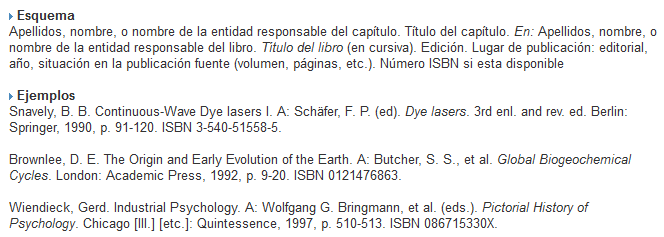 Esquema
Apellidos, nombre, o nombre de la entidad responsable del capítulo. Título del capítulo. En: Apellidos, nombre, o
nombre de la entidad responsable del libro. Titulo del libro (en cursiva). Edición. Lugar de publicación: editorial,
año, situación en la publicación fuente (volumen, páginas, etc.). Número ISBN si esta disponible
Ejemplos
Snavely, B. B. Continuous-Wave Dye lasers I. A: Schäfer, F. P. (ed). Dye lasers. 3rd enl. and rev. ed. Berlin:
Springer, 1990, p. 91-120. ISBN 3-540-51558-5.
Brownlee, D. E. The Origin and Early Evolution of the Earth. A: Butcher, S. S., et al. Global Biogeochemical
Cycles. London: Academic Press, 1992, p. 9-20. ISBN 0121476863.
Wiendieck, Gerd. Industrial Psychology. A: Wolfgang G. Bringmann, et al. (eds.). Pictorial History of
Psychology. Chicago [Ill.] [etc.]: Quintessence, 1997, p. 510-513. ISBN 086715330X.